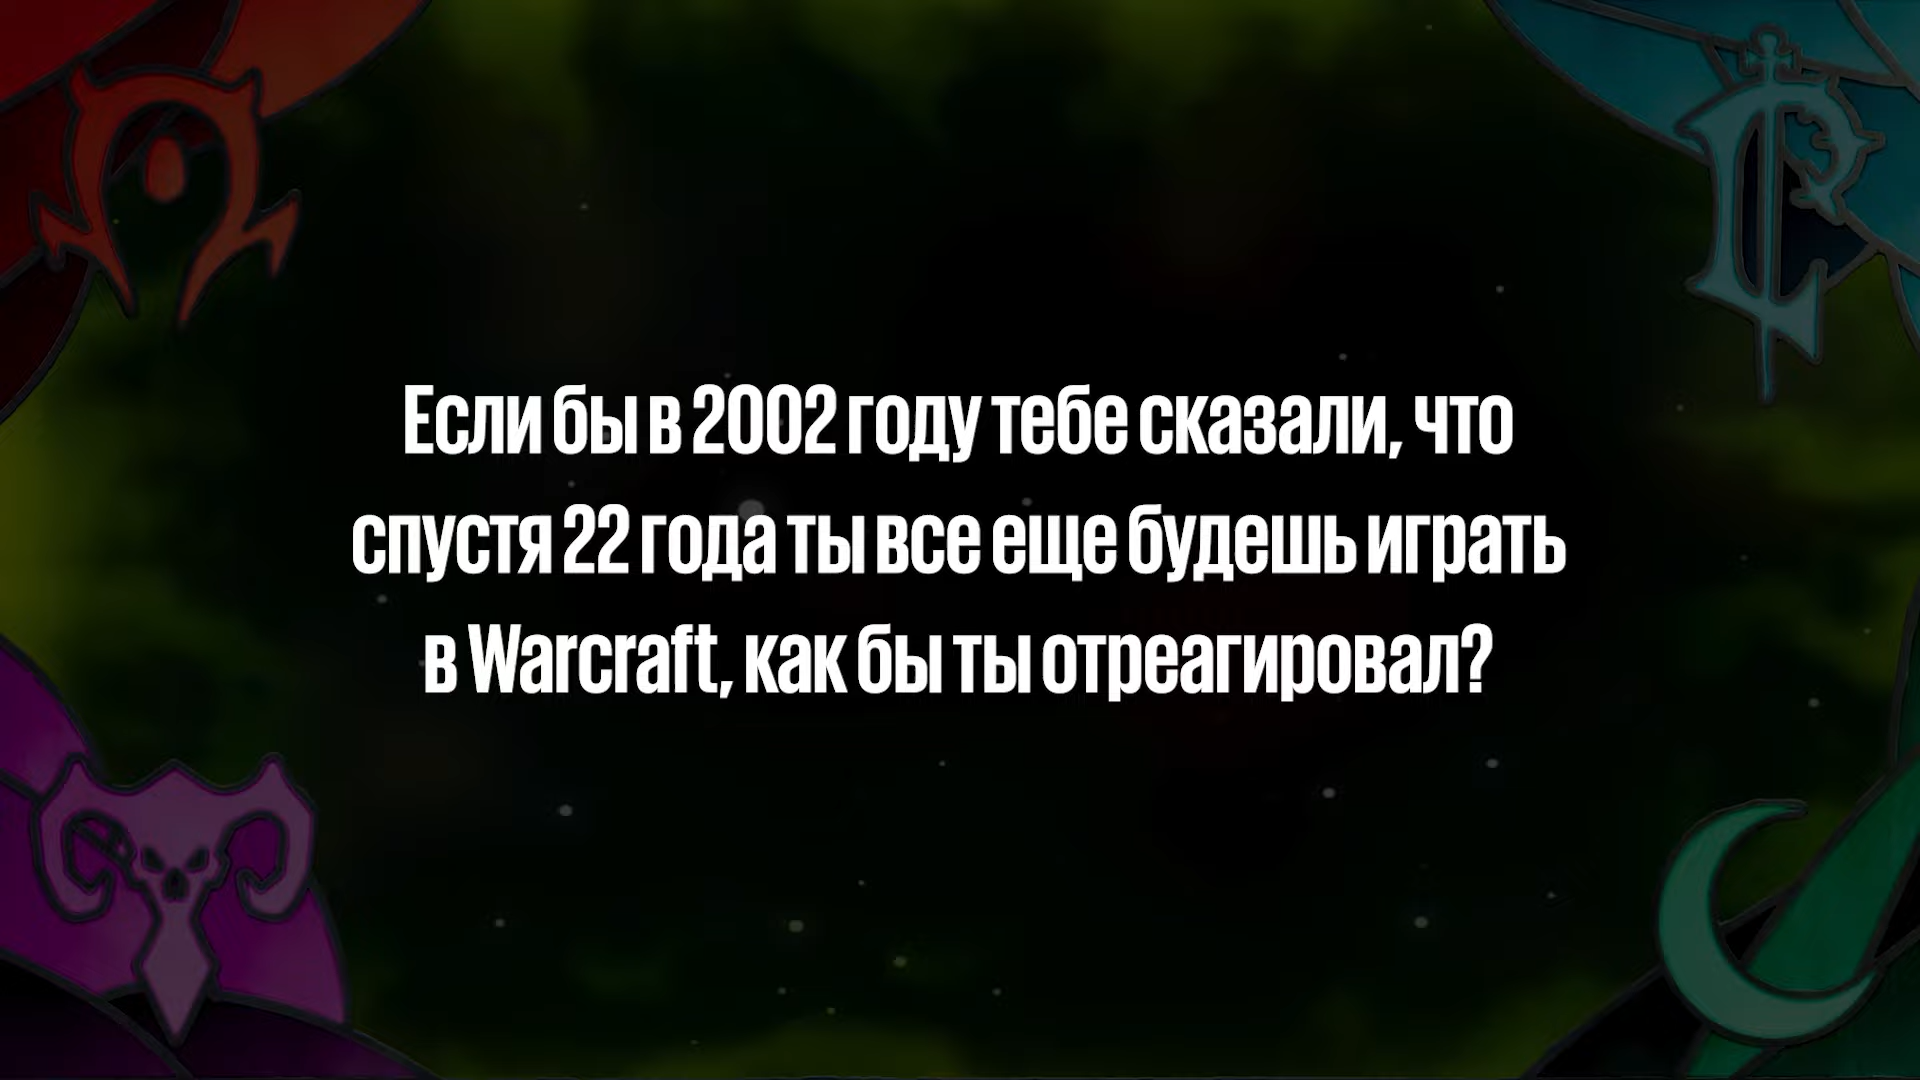 Если бы в 2002 году тебе сказали, что
спустя 22 года ты все еще будешь играть
в Warcraft, как бы ты отреагировал?